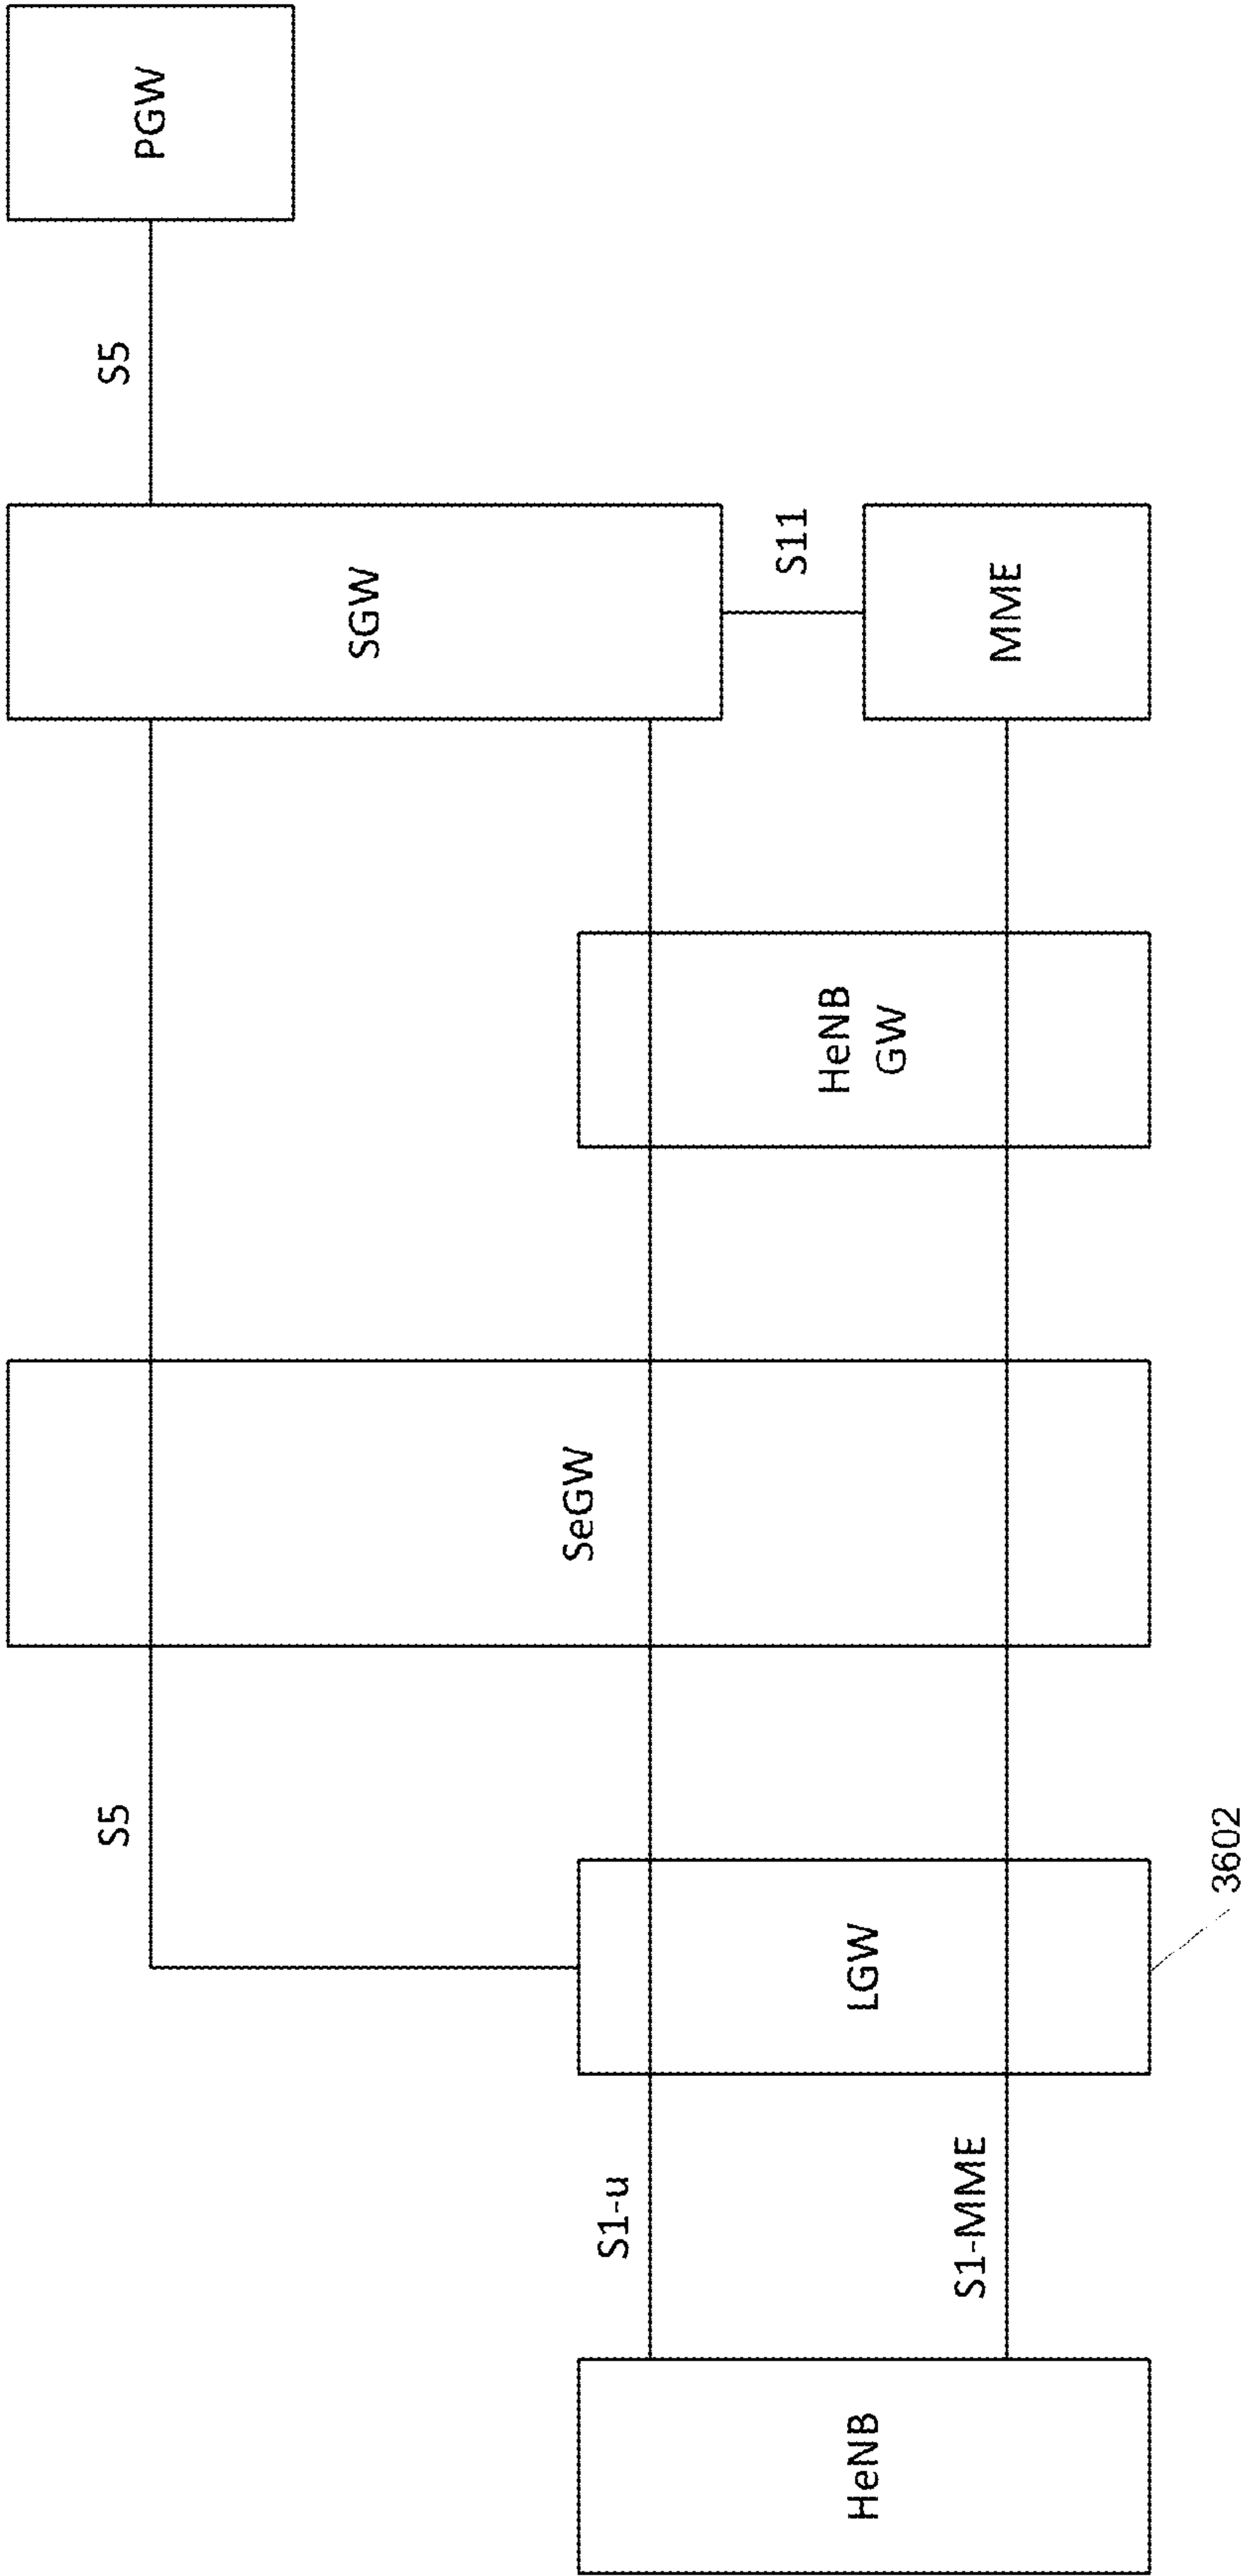 S5
S5
PGW
SGW
SeGW
S1-u
S11
S1-MME
HeNB
LGW
HeNB
GW
MME
3602